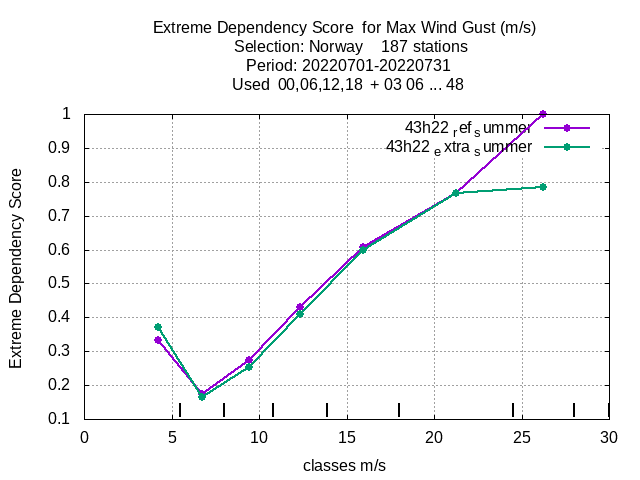 Extreme Dependency Score  for Max Wind Gust (m/s)
Selection: Norway    187 stations
Period: 20220701-20220731
Used  00,06,12,18  + 03 06 ... 48
43h22 ref summer
43h22 extra summer
Extreme Dependency Score
1
0.9
0.8
0.7
0.6
0.5
0.4
0.3
0.2
0.1
0 5 10 15 20 25 30
classes m/s